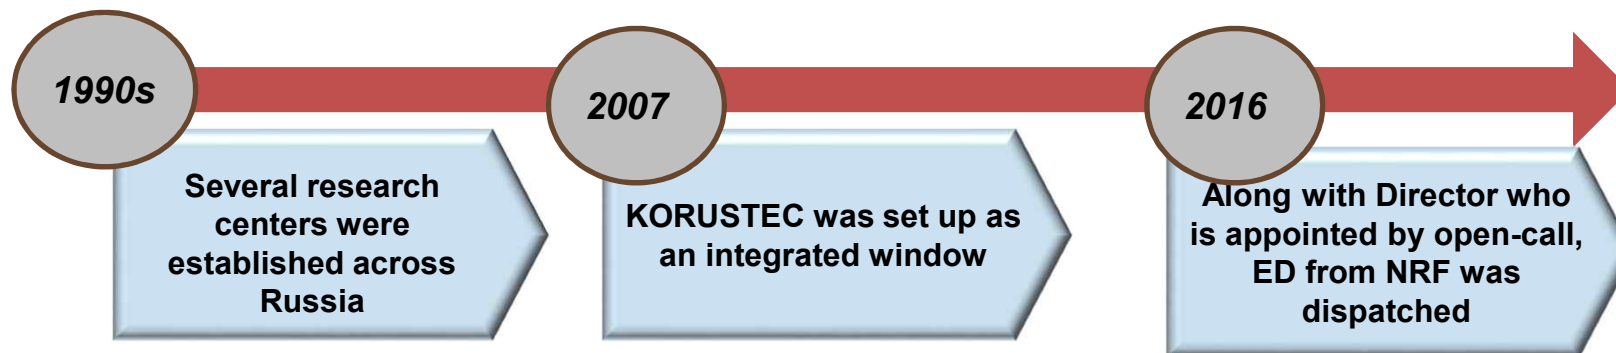 1990s
Several research
centers were
established across
Russia
2007
KORUSTEC was set up as
an integrated window
2016
Along with Director who
is appointed by open-call,
ED from NRF was
dispatched